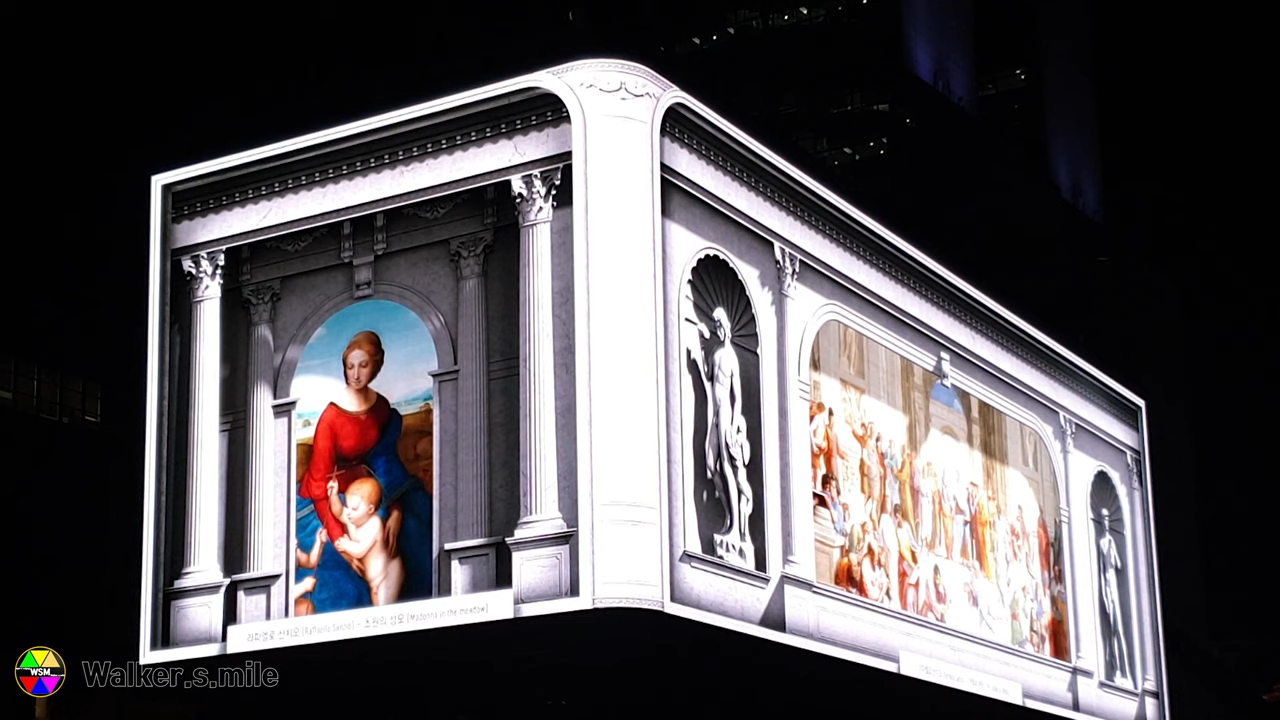 라파엘로 산치오 [Raffaello Sanzio] - 초원의 성모 [Madonna in the meadow]
WSM
Walker.s.mile